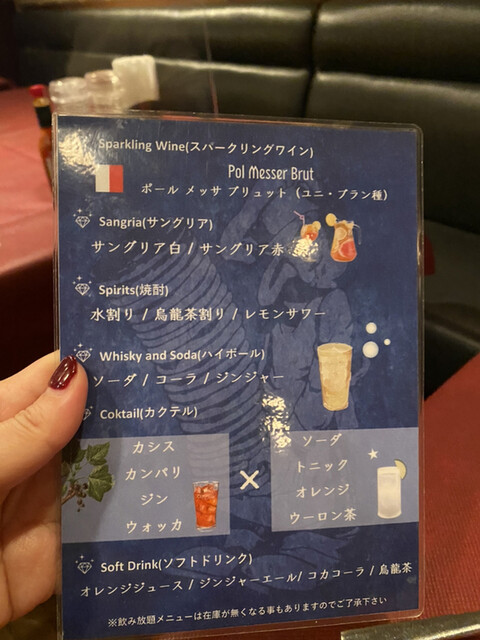 Sparkling Wine(スパークリングワイン)
Pol Messer Brut
ポール メッサ ブリュット（ユニ・ブラン種）
Sangria(サングリア)
サングリア白 / サングリア赤
Spirits(焼酎)
水割り / 烏龍茶割り / レモンサワー
Whisky and Soda(ハイボール)
ソーダ / コーラ / ジンジャー
Coktail(カクテル)
カシス
カンパリ
ジン
ウォッカ
×
ソーダ
トニック
オレンジ
ウーロン茶
Soft Drink(ソフトドリンク)
オレンジジュース / ジンジャーエール/ コカコーラ / 烏龍茶
※飲み放題メニューは在庫が無くなる事もありますのでご了承下さい